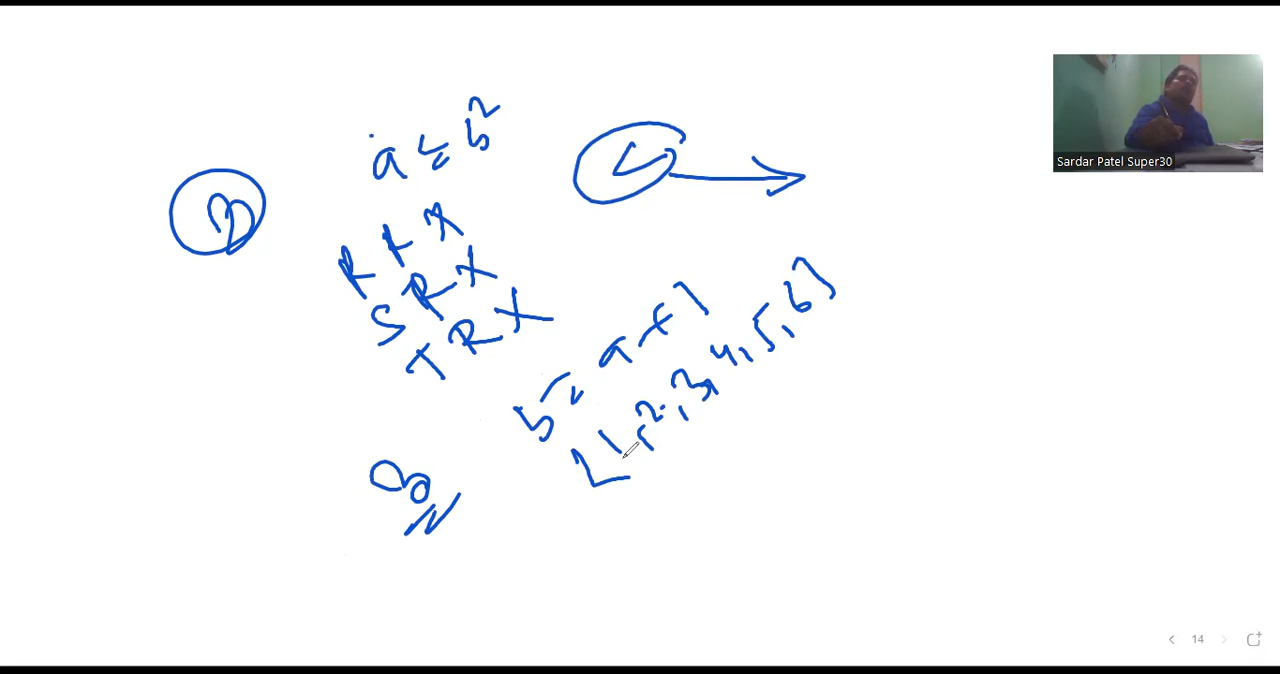 a ≤ b²
R R X
S R X
T R X
b = a + 1
{1, 2, 3, 4, 5, 6}
Sardar Patel Super30
14